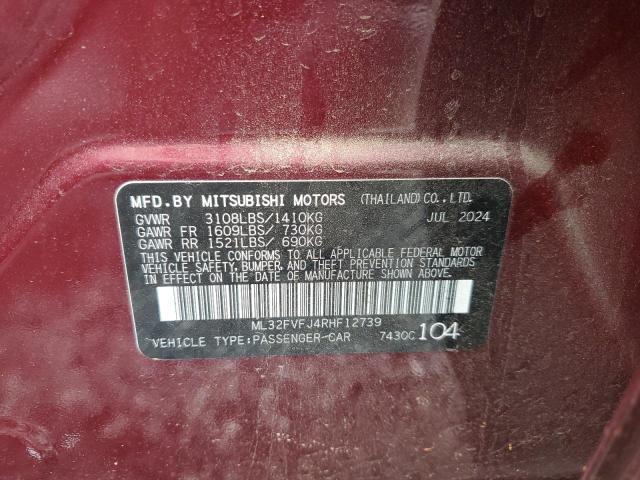 MFD.BY MITSUBISHI MOTORS (THAILAND) CO., LTD.
GVWR 3108LBS/1410KG JUL 2024
GAWR FR 1609LBS/ 730KG
GAWR RR 1521LBS/ 690KG
THIS VEHICLE CONFORMS TO ALL APPLICABLE FEDERAL MOTOR
VEHICLE SAFETY, BUMPER, AND THEFT PREVENTION STANDARDS
IN EFFECT ON THE DATE OF MANUFACTURE SHOWN ABOVE.
ML32FVFJ4RHF12739
VEHICLE TYPE:PASSENGER-CAR 7430C 104